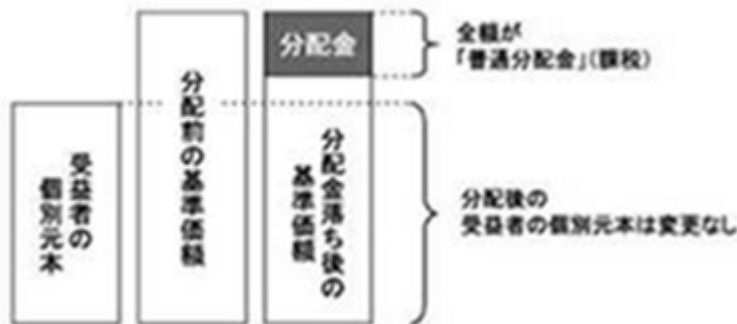 分配金
全額が
「普通分配金」(課税)
受益者の
個別元本
分配前の基準価額
分配金落ち後の
基準価額
分配後の
受益者の個別元本は変更なし